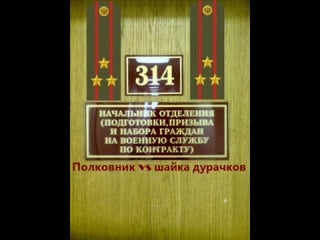 314
НАЧАЛЬНИК ОТДЕЛЕНИЯ
(ПОДГОТОВКИ,ПРИЗЫВА
И НАБОРА ГРАЖДАН
НА ВОЕННУЮ СЛУЖБУ
ПО КОНТРАКТУ)
Полковник vs шайка дурачков